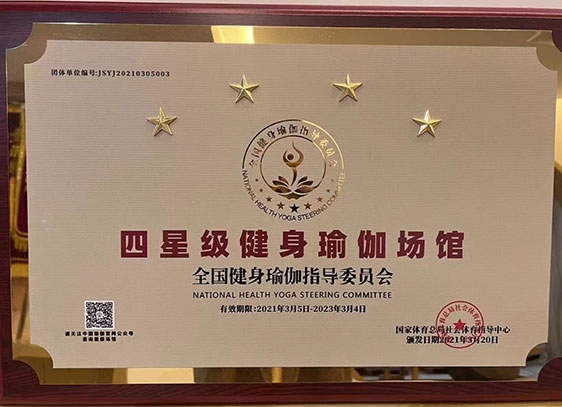 团体单位编号:JSYJ20210305003
全国健身瑜伽指导委员会
NATIONAL HEALTH YOGA STEERING COMMITTEE
四星级健身瑜伽场馆
全国健身瑜伽指导委员会
NATIONAL HEALTH YOGA STEERING COMMITTEE
有效期限:2021年3月5日-2023年3月4日
国家体育总局社会体育指导中心
颁发日期2021年3月20日